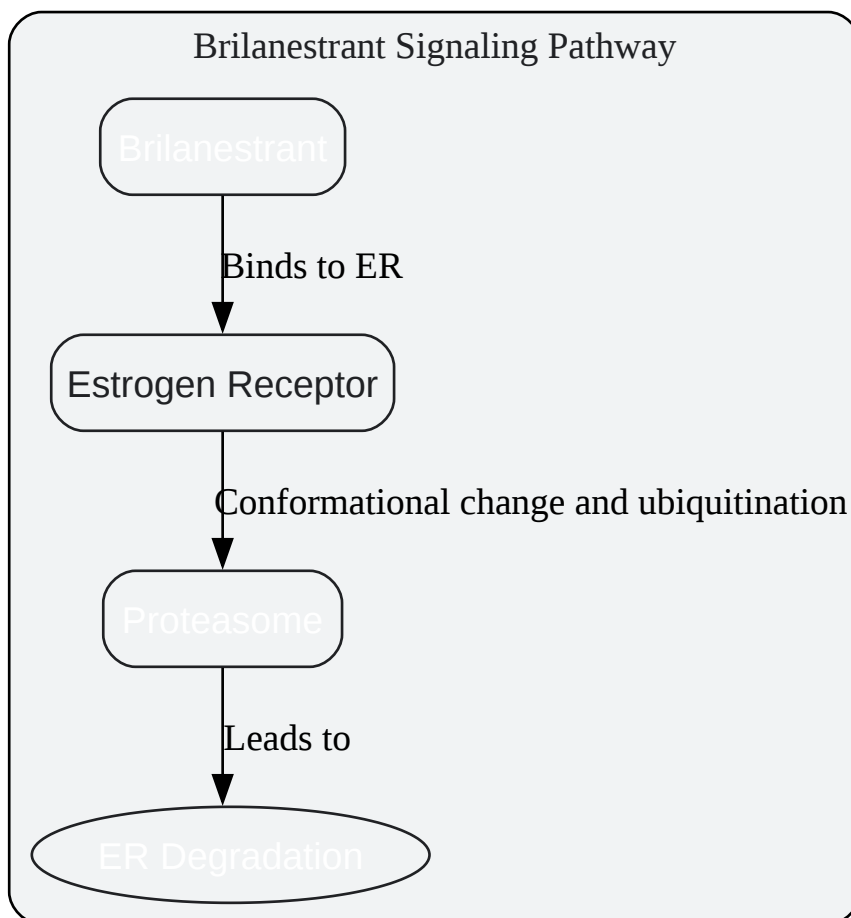 Brilanestrant Signaling Pathway
Brilanestrant
Binds to ER
Estrogen Receptor
Conformational change and ubiquitination
Proteasome
Leads to
ER Degradation